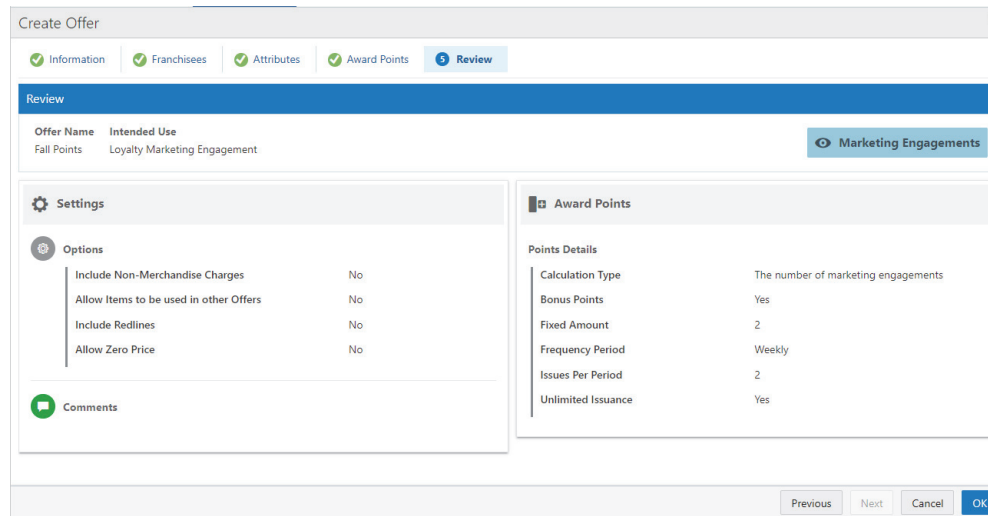 Create Offer
Information Franchisees Attributes Award Points 5 Review
Review
Offer Name Intended Use
Fall Points Loyalty Marketing Engagement
Marketing Engagements
Settings
Options
Include Non-Merchandise Charges No
Allow Items to be used in other Offers No
Include Redlines No
Allow Zero Price No
Comments
Award Points
Points Details
Calculation Type The number of marketing engagements
Bonus Points Yes
Fixed Amount 2
Frequency Period Weekly
Issues Per Period 2
Unlimited Issuance Yes
Previous Next Cancel OK